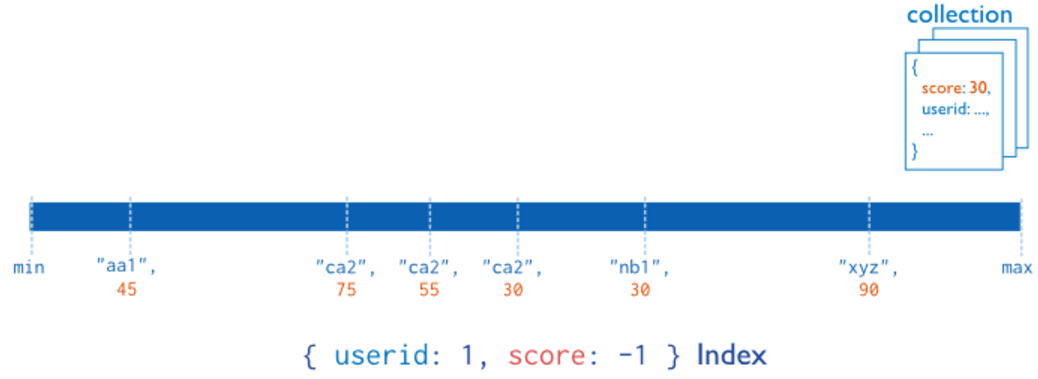 collection
{
score: 30,
userid: ...,
...
}
min "aa1", "ca2", "ca2", "ca2", "nb1", "xyz", max
45 75 55 30 30 90
{ userid: 1, score: -1 } Index